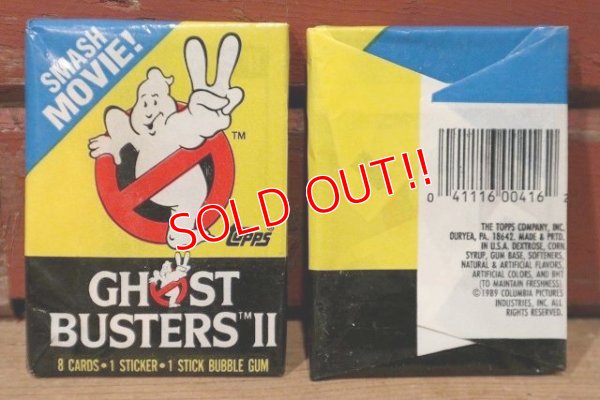 SMASH
MOVIE!
TM
SOLD OUT!!
TOPPS®
GHOST
BUSTERS™ II
8 CARDS • 1 STICKER • 1 STICK BUBBLE GUM
0 41116 00416 2
THE TOPPS COMPANY, INC.
DURYEA, PA. 18642. MADE & PRTD.
IN U.S.A. DEXTROSE, CORN
SYRUP, GUM BASE, SOFTENERS,
NATURAL & ARTIFICIAL FLAVORS,
ARTIFICIAL COLORS, AND BHT
(TO MAINTAIN FRESHNESS).
©1989 COLUMBIA PICTURES
INDUSTRIES, INC. ALL
RIGHTS RESERVED.